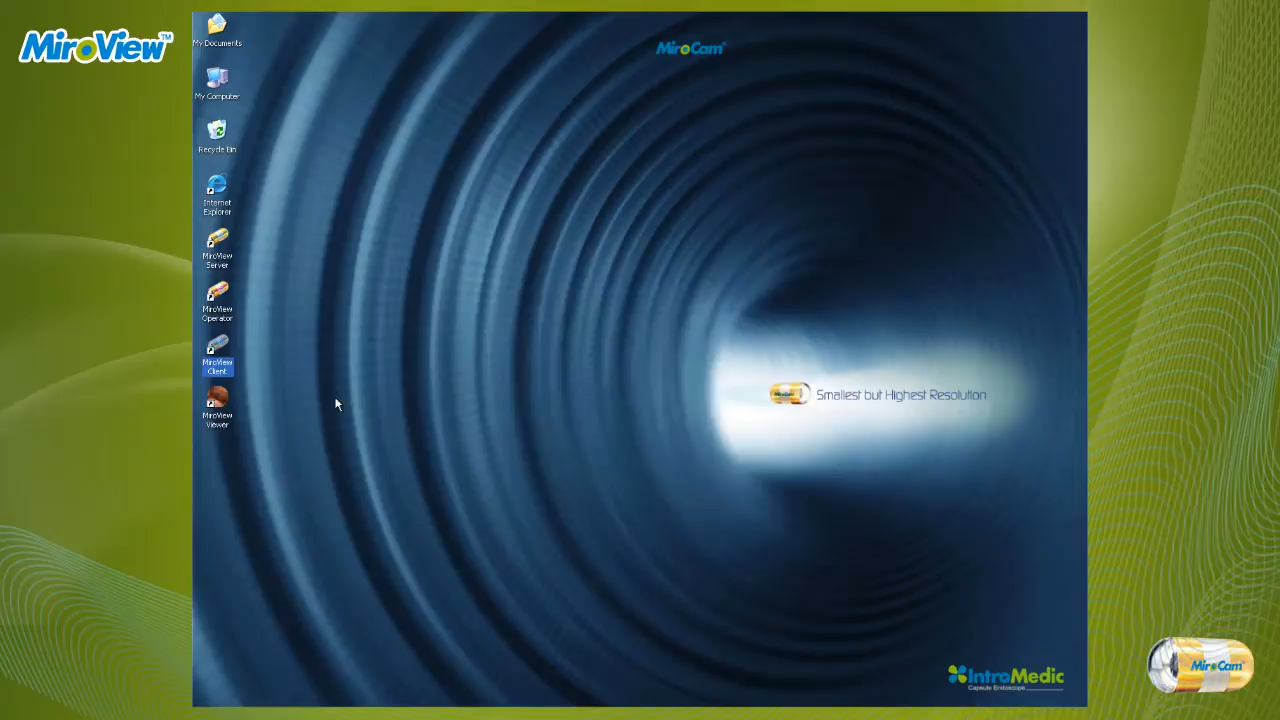 MiroView™
My Documents
MiroCam®
My Computer
Recycle Bin
Internet
Explorer
MiroView
Server
MiroView
Operator
MiroView
Client
MiroView
Viewer
MiroCam
Smallest but Highest Resolution
IntroMedic
Capsule Endoscope
MiroCam®